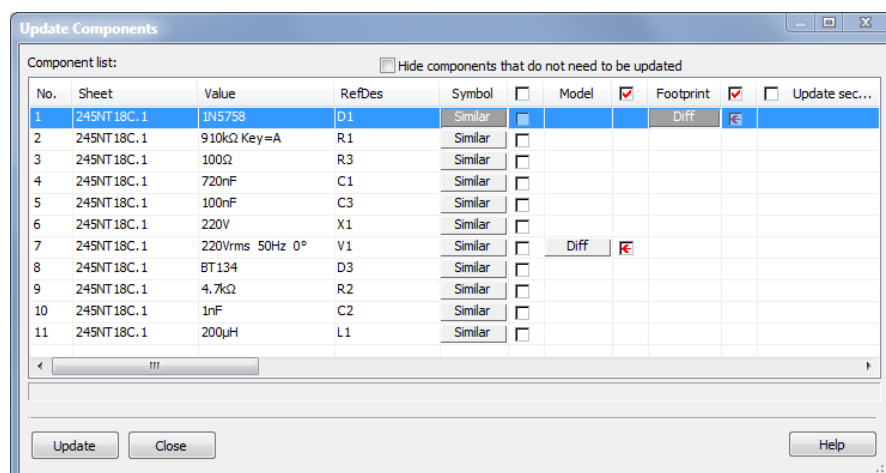 Update Components
Component list:
Hide components that do not need to be updated
No. Sheet Value RefDes Symbol Model Footprint Update sec...
1 245NT18C.1 1N5758 D1 Similar Diff
2 245NT18C.1 910kΩ Key=A R1 Similar
3 245NT18C.1 100Ω R3 Similar
4 245NT18C.1 720nF C1 Similar
5 245NT18C.1 100nF C3 Similar
6 245NT18C.1 220V X1 Similar
7 245NT18C.1 220Vrms 50Hz 0° V1 Similar Diff
8 245NT18C.1 BT134 D3 Similar
9 245NT18C.1 4.7kΩ R2 Similar
10 245NT18C.1 1nF C2 Similar
11 245NT18C.1 200µH L1 Similar
Update Close Help